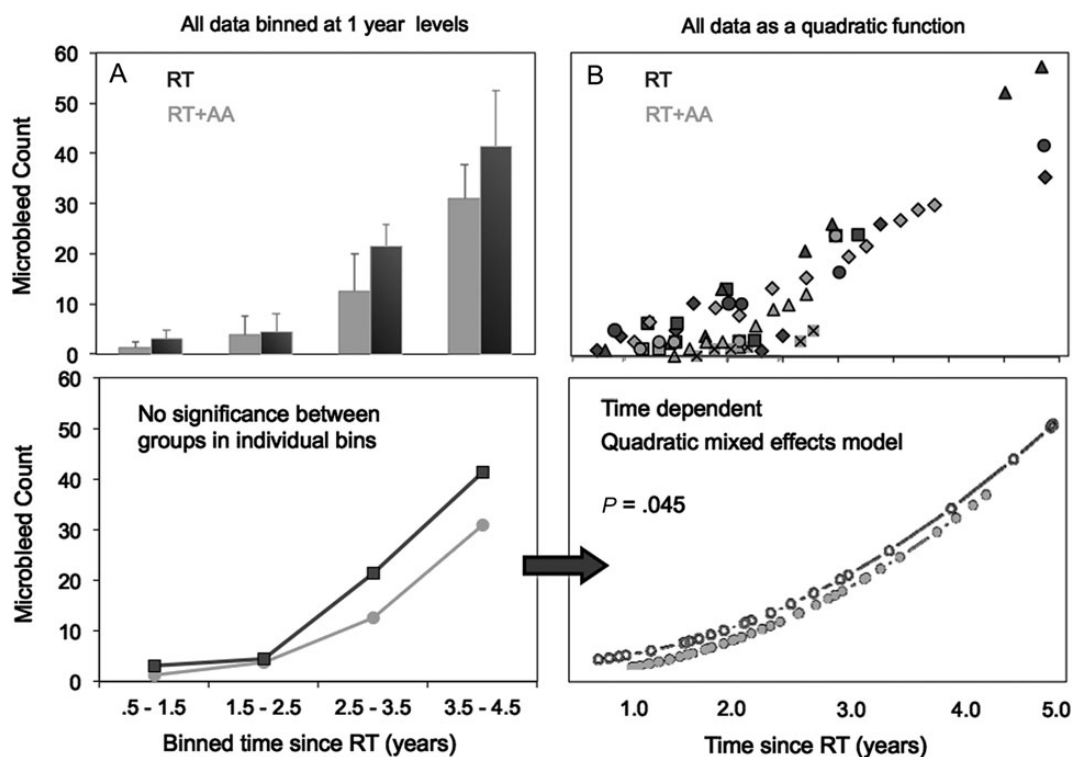 All data binned at 1 year levels
All data as a quadratic function
Microbleed Count
60
50
40
30
20
10
0
A
RT
RT+AA
B
RT
RT+AA
Microbleed Count
60
50
40
30
20
10
0
No significance between
groups in individual bins
Time dependent
Quadratic mixed effects model
P = .045
.5 - 1.5
1.5 - 2.5
2.5 - 3.5
3.5 - 4.5
Binned time since RT (years)
1.0
2.0
3.0
4.0
5.0
Time since RT (years)